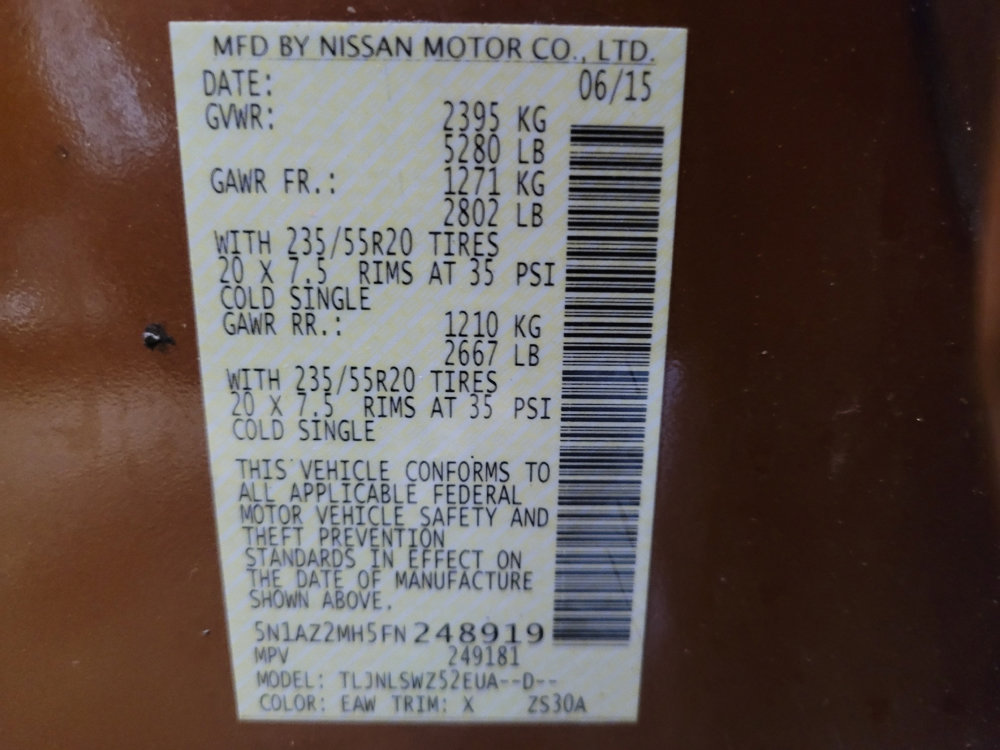 MFD BY NISSAN MOTOR CO., LTD.
DATE: 06/15
GVWR: 2395 KG
5280 LB
GAWR FR.: 1271 KG
2802 LB
WITH 235/55R20 TIRES
20 X 7.5 RIMS AT 35 PSI
COLD SINGLE
GAWR RR.: 1210 KG
2667 LB
WITH 235/55R20 TIRES
20 X 7.5 RIMS AT 35 PSI
COLD SINGLE
THIS VEHICLE CONFORMS TO
ALL APPLICABLE FEDERAL
MOTOR VEHICLE SAFETY AND
THEFT PREVENTION
STANDARDS IN EFFECT ON
THE DATE OF MANUFACTURE
SHOWN ABOVE.
5N1AZ2MH5FN248919
MPV 249181
MODEL: TLJNLSWZ52EUA--D--
COLOR: EAW TRIM: X ZS30A